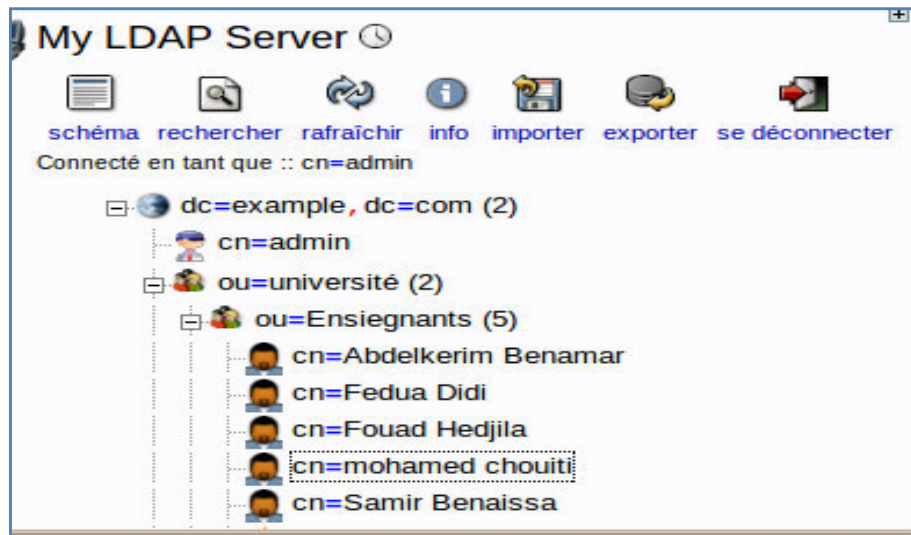 My LDAP Server
schéma rechercher rafraîchir info importer exporter se déconnecter
Connecté en tant que :: cn=admin
dc=example, dc=com (2)
cn=admin
ou=université (2)
ou=Ensiegnants (5)
cn=Abdelkerim Benamar
cn=Fedua Didi
cn=Fouad Hedjila
cn=mohamed chouiti
cn=Samir Benaissa